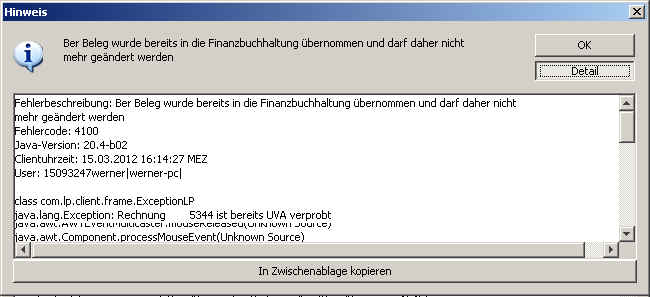 Hinweis
Ber Beleg wurde bereits in die Finanzbuchhaltung übernommen und darf daher nicht
mehr geändert werden
OK
Detail
Fehlerbeschreibung: Ber Beleg wurde bereits in die Finanzbuchhaltung übernommen und darf daher nicht
mehr geändert werden
Fehlercode: 4100
Java-Version: 20.4-b02
Clientuhrzeit: 15.03.2012 16:14:27 MEZ
User: 15093247werner|werner-pc|
class com.lp.client.frame.ExceptionLP
java.lang.Exception: Rechnung 5344 ist bereits UVA verprobt
java.awt.AWTEventMulticaster.mouseReleased(Unknown Source)
java.awt.Component.processMouseEvent(Unknown Source)
In Zwischenablage kopieren